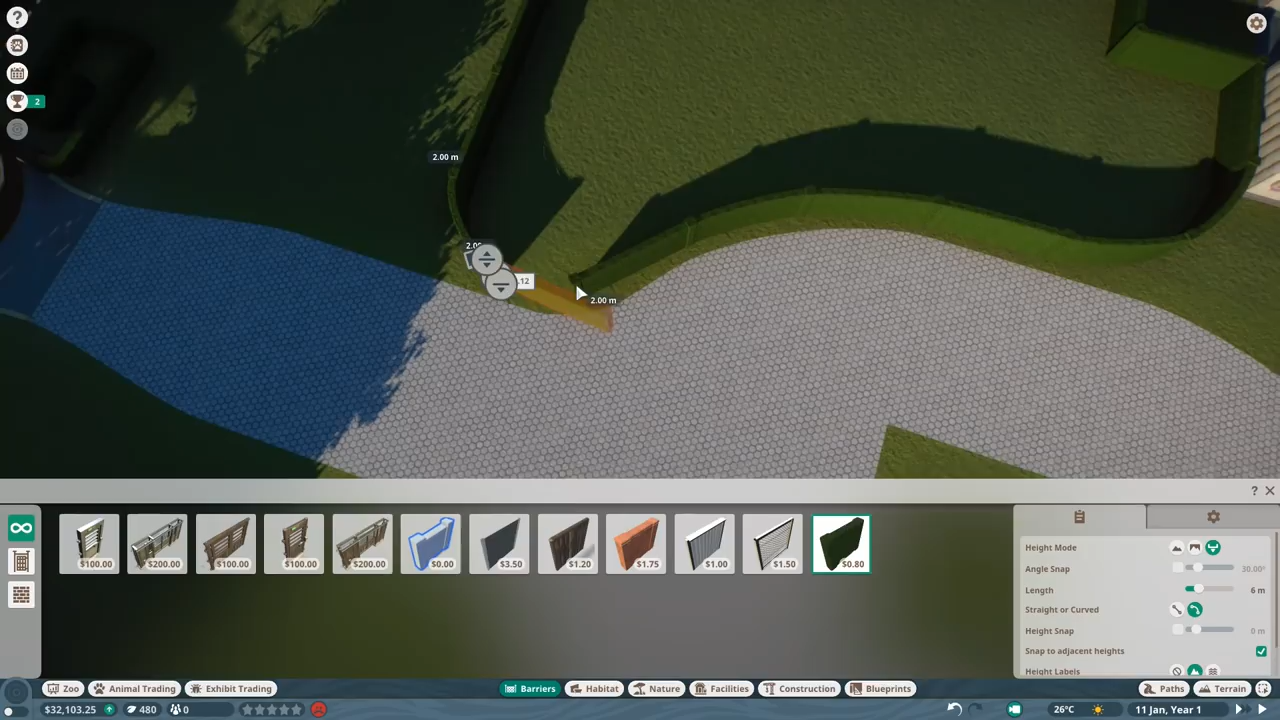 ?
2
2.00 m
2.00
.12
2.00 m
? ×
$100.00 $200.00 $100.00 $100.00 $200.00 $0.00 $3.50 $1.20 $1.75 $1.00 $1.50 $0.80
Height Mode
Angle Snap 30.00°
Length 6 m
Straight or Curved
Height Snap 0 m
Snap to adjacent heights
Height Labels
Zoo Animal Trading Exhibit Trading Barriers Habitat Nature Facilities Construction Blueprints Paths Terrain
$32,103.25 480 0 26°C 11 Jan, Year 1